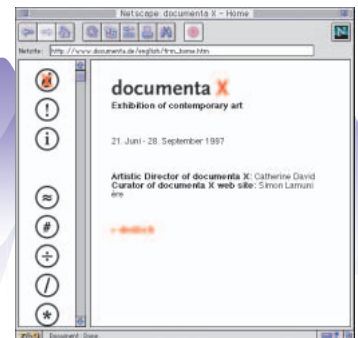 Netscape: documenta X - Home
Netsite: http://www.documenta.de/english/frm_home.htm
N
!
i
≈
#
÷
/
*
documenta X
Exhibition of contemporary art
21. Juni - 28. September 1997
Artistic Director of documenta X: Catherine David
Curator of documenta X web site: Simon Lamuni
ère
Document: Done.